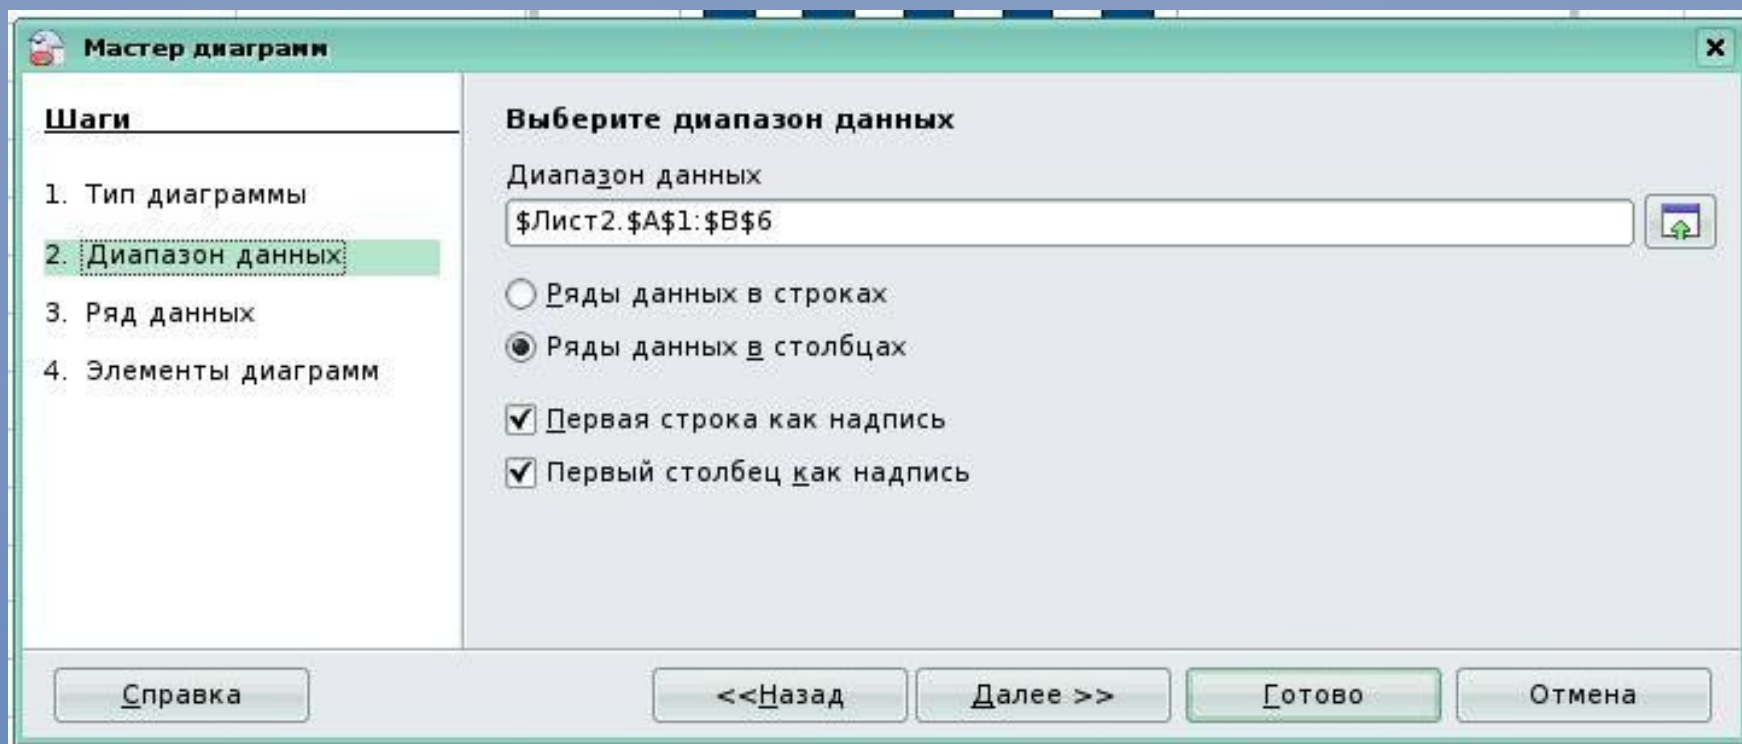 Мастер диаграмм
Шаги
1. Тип диаграммы
2. Диапазон данных
3. Ряд данных
4. Элементы диаграмм
Выберите диапазон данных
Диапазон данных
$Лист2.$A$1:$B$6
Ряды данных в строках
Ряды данных в столбцах
Первая строка как надпись
Первый столбец как надпись
Справка
<<Назад
Далее >>
Готово
Отмена